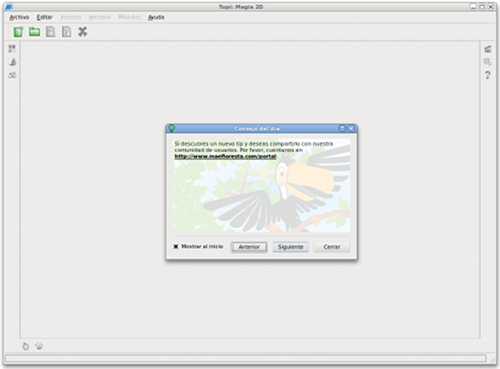 Tupi: Magia 2D
Archivo Editar Insertar Ventana Módulos Ayuda
Consejo del dia
Si descubres un nuevo tip y deseas compartirlo con nuestra
comunidad de usuarios. Por favor, cuéntanos en
http://www.maefloresta.com/portal
Mostrar al inicio Anterior Siguiente Cerrar